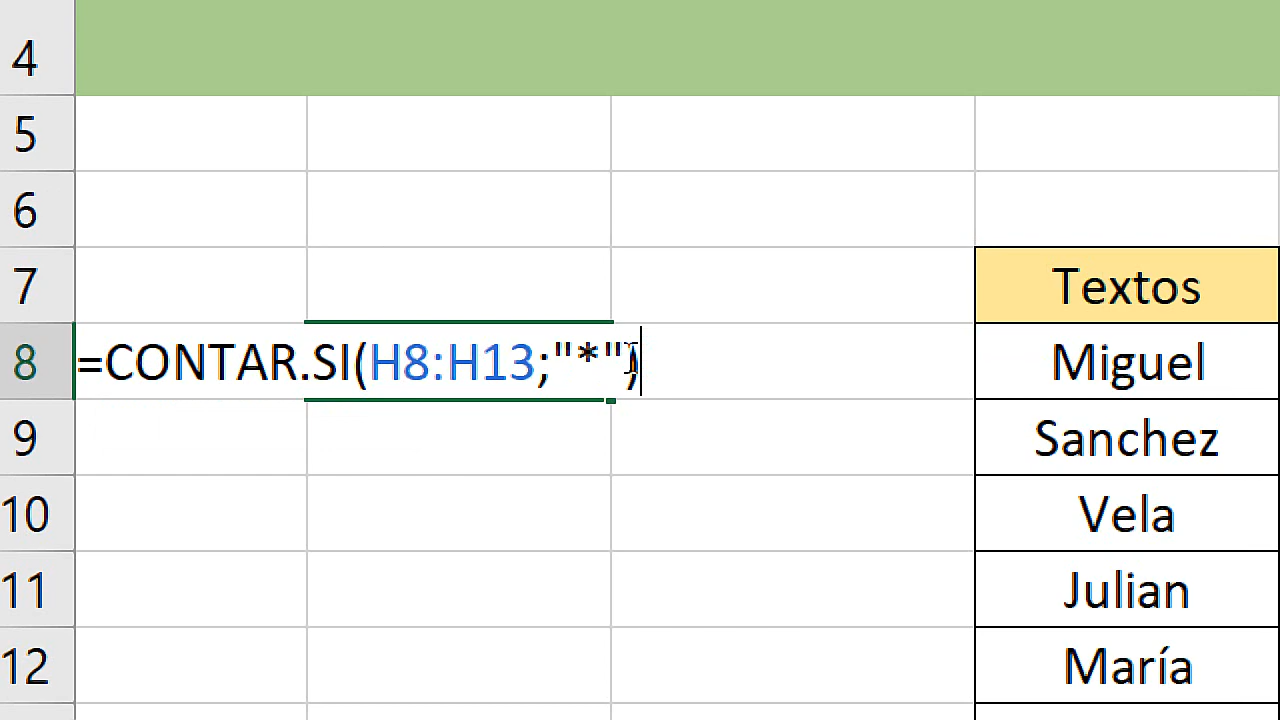 4
5
6
7 Textos
8 =CONTAR.SI(H8:H13;"*") Miguel
9 Sanchez
10 Vela
11 Julian
12 María